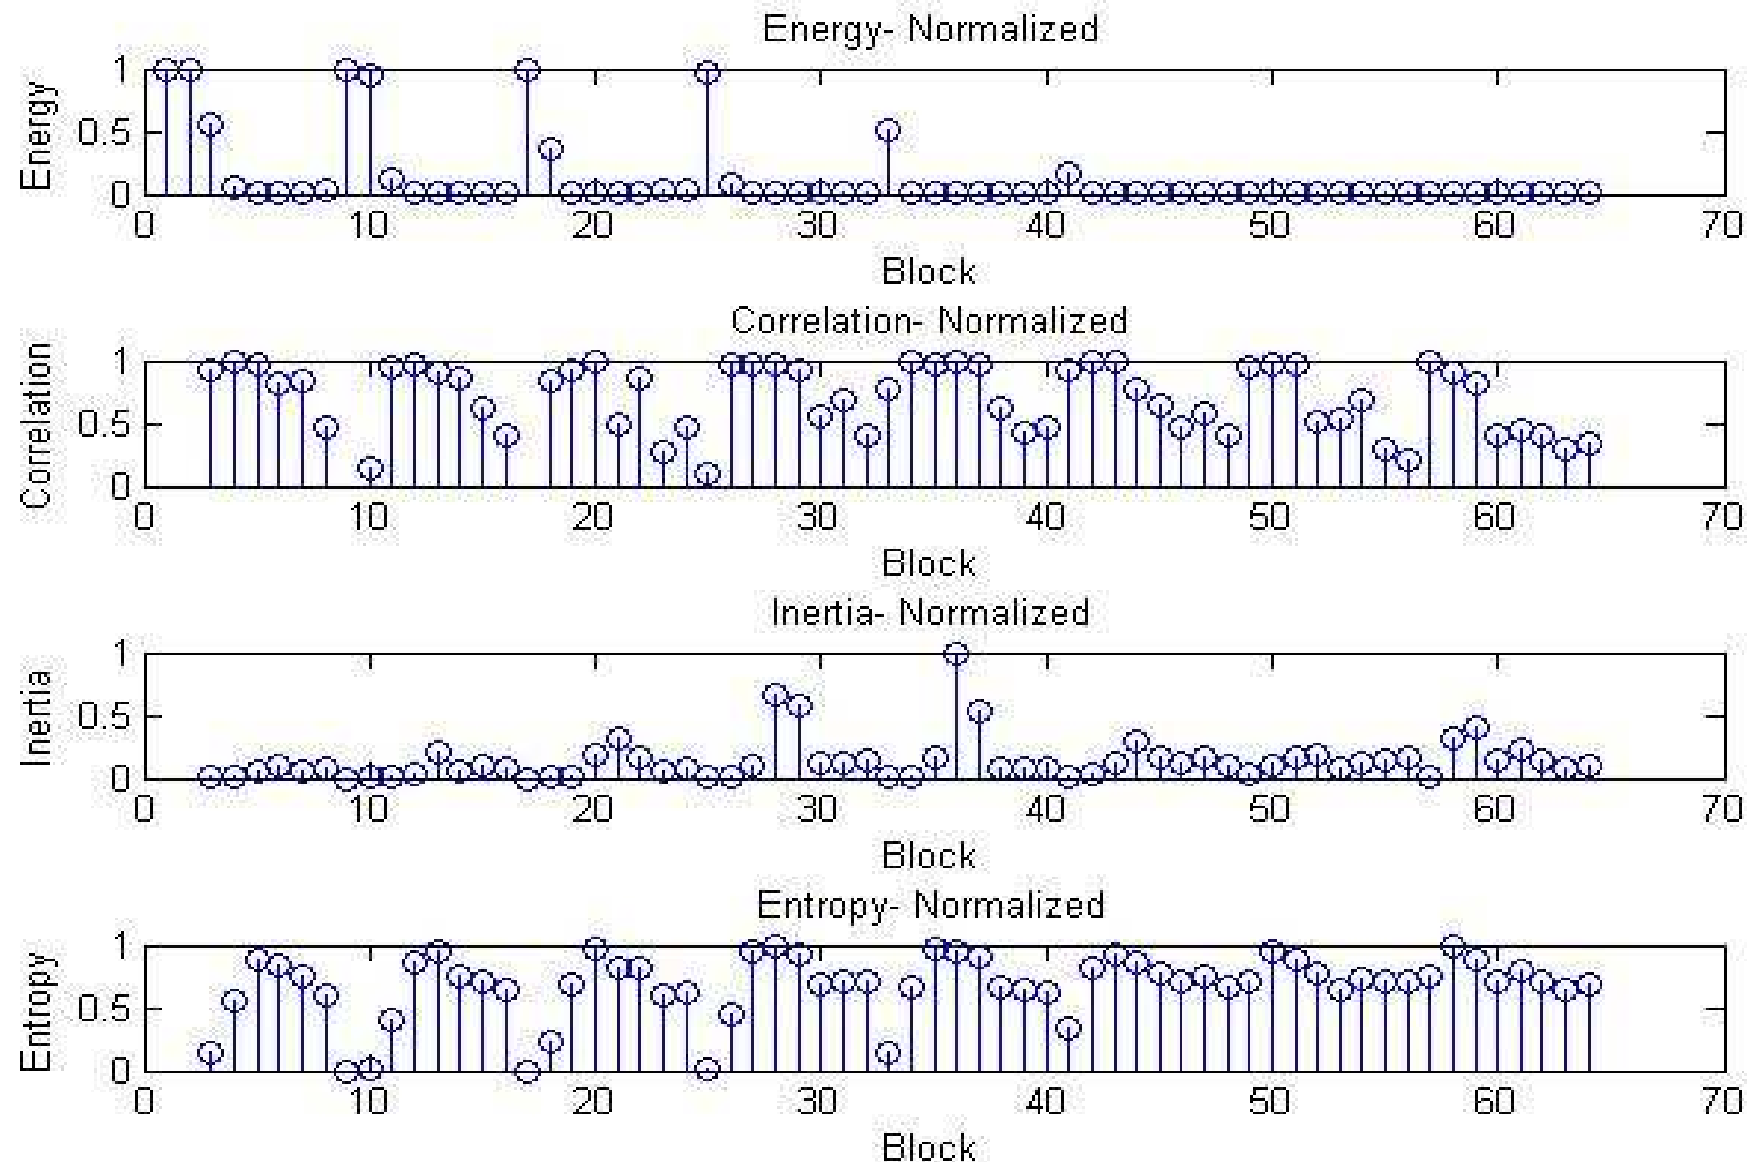 Energy- Normalized
Energy
1
0.5
0
0 10 20 30 40 50 60 70
Block
Correlation- Normalized
Correlation
1
0.5
0
0 10 20 30 40 50 60 70
Block
Inertia- Normalized
Inertia
1
0.5
0
0 10 20 30 40 50 60 70
Block
Entropy- Normalized
Entropy
1
0.5
0
0 10 20 30 40 50 60 70
Block